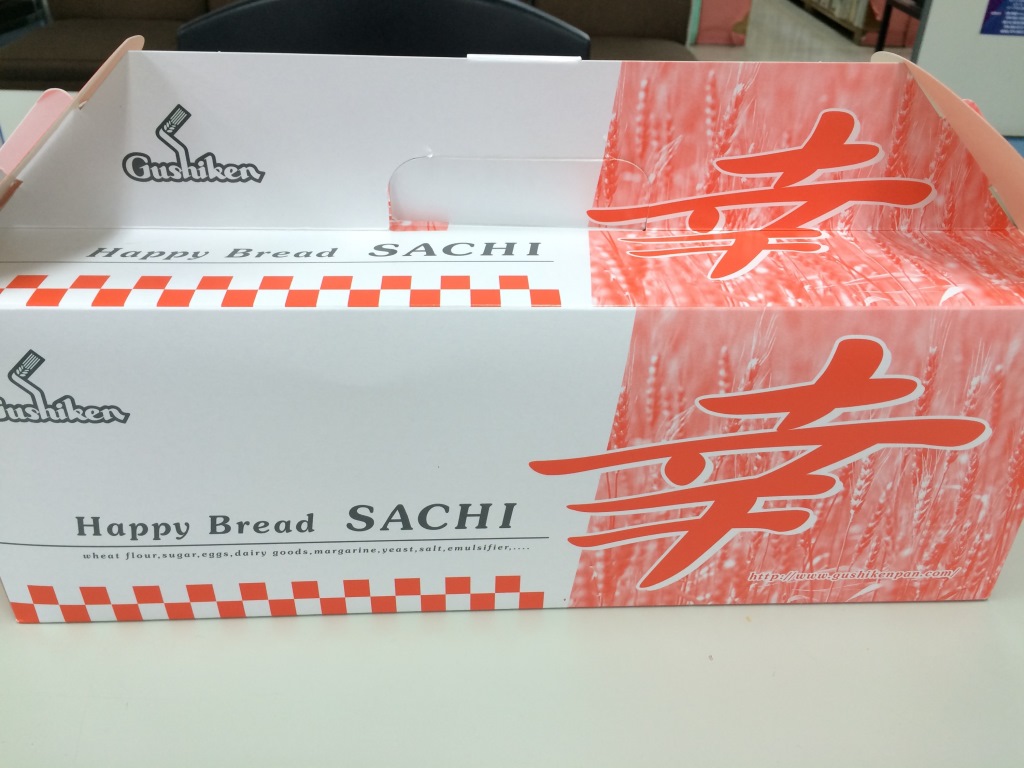 Gushiken
幸
Happy Bread SACHI
Gushiken
幸
Happy Bread SACHI
wheat flour,sugar,eggs,dairy goods,margarine,yeast,salt,emulsifier,....
http://www.gushikenpan.com/